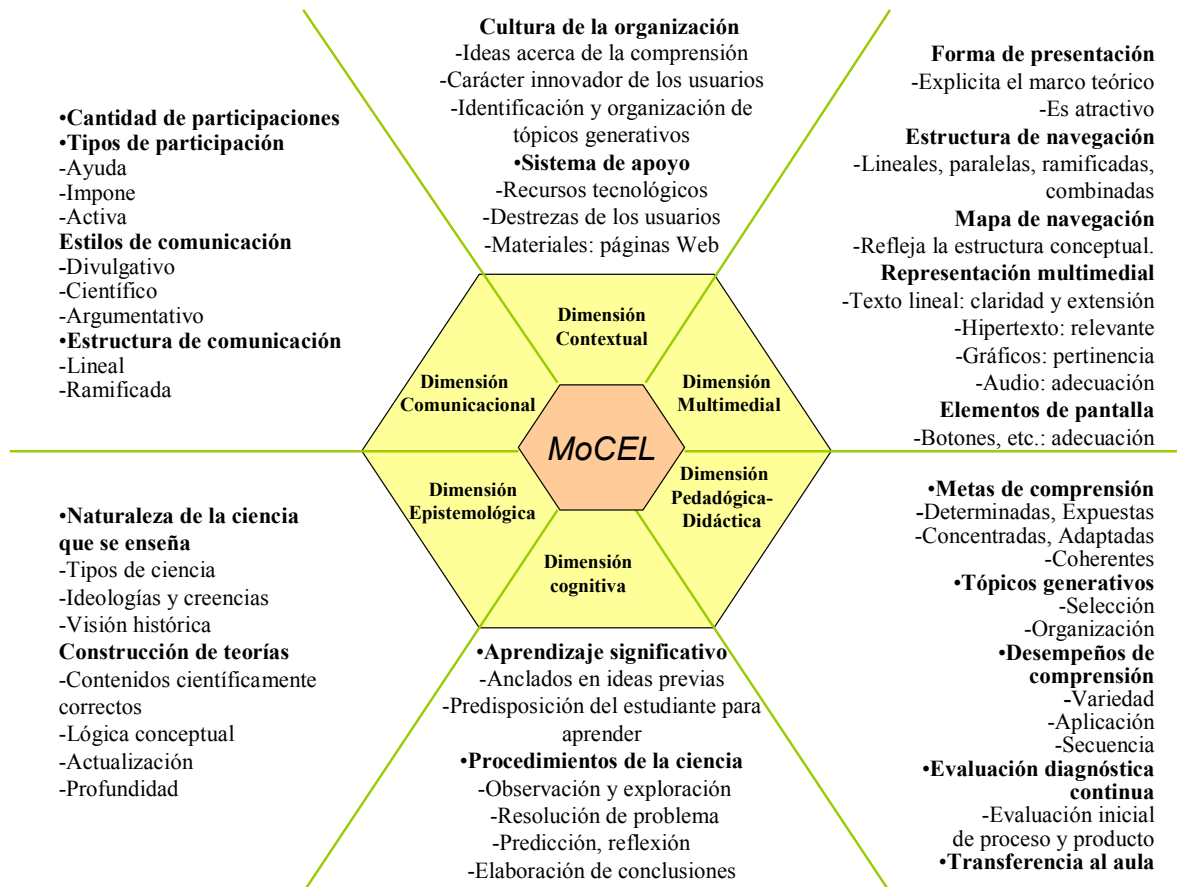 Cultura de la organización
-Ideas acerca de la comprensión
-Carácter innovador de los usuarios
-Identificación y organización de
tópicos generativos
•Sistema de apoyo
-Recursos tecnológicos
-Destrezas de los usuarios
-Materiales: páginas Web
Forma de presentación
-Explicita el marco teórico
-Es atractivo
Estructura de navegación
-Lineales, paralelas, ramificadas,
combinadas
Mapa de navegación
-Refleja la estructura conceptual.
Representación multimedial
-Texto lineal: claridad y extensión
-Hipertexto: relevante
-Gráficos: pertinencia
-Audio: adecuación
Elementos de pantalla
-Botones, etc.: adecuación
•Cantidad de participaciones
•Tipos de participación
-Ayuda
-Impone
-Activa
Estilos de comunicación
-Divulgativo
-Científico
-Argumentativo
•Estructura de comunicación
-Lineal
-Ramificada
Dimensión
Contextual
Dimensión
Comunicacional
Dimensión
Multimedial
MoCEL
Dimensión
Epistemológica
Dimensión
Pedadógica-
Didáctica
Dimensión
cognitiva
•Naturaleza de la ciencia
que se enseña
-Tipos de ciencia
-Ideologías y creencias
-Visión histórica
Construcción de teorías
-Contenidos científicamente
correctos
-Lógica conceptual
-Actualización
-Profundidad
•Aprendizaje significativo
-Anclados en ideas previas
-Predisposición del estudiante para
aprender
•Procedimientos de la ciencia
-Observación y exploración
-Resolución de problema
-Predicción, reflexión
-Elaboración de conclusiones
•Metas de comprensión
-Determinadas, Expuestas
-Concentradas, Adaptadas
-Coherentes
•Tópicos generativos
-Selección
-Organización
•Desempeños de
comprensión
-Variedad
-Aplicación
-Secuencia
•Evaluación diagnóstica
continua
-Evaluación inicial
de proceso y producto
•Transferencia al aula